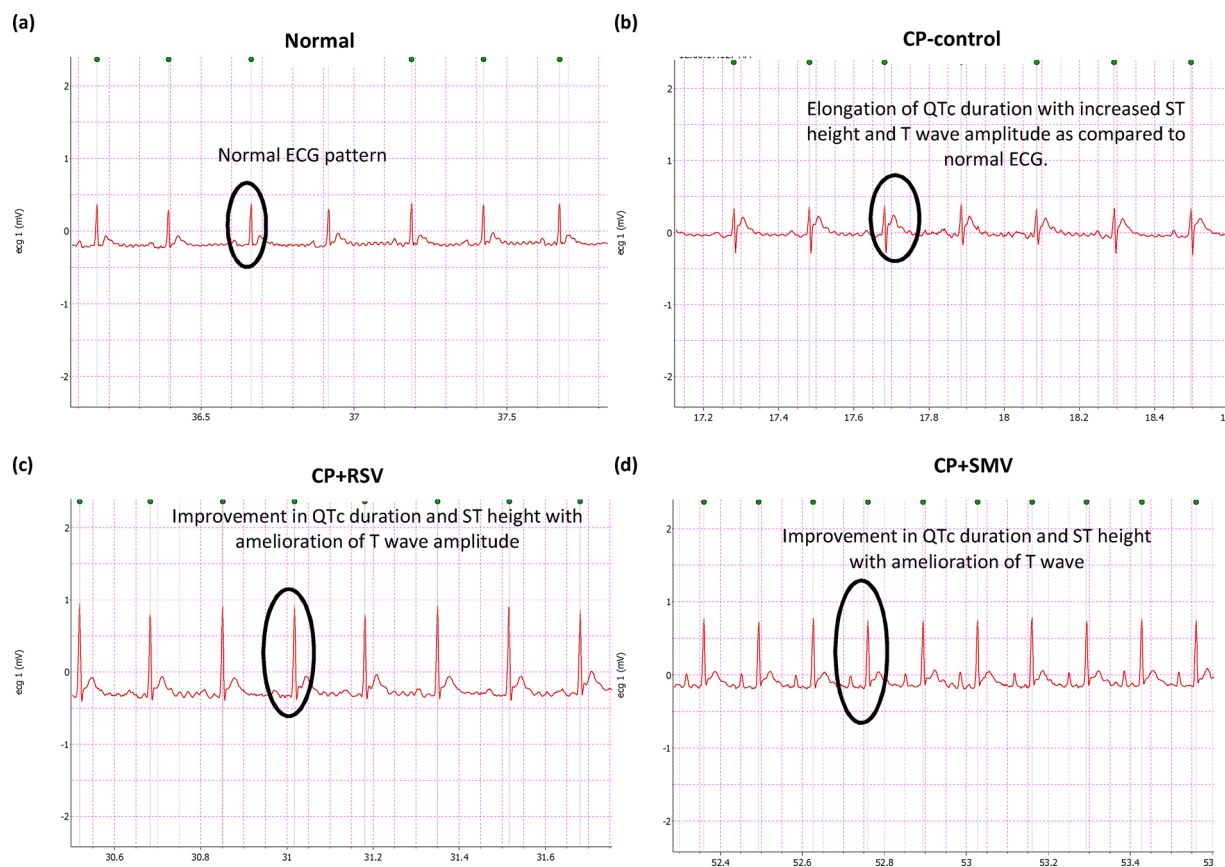 (a)
Normal
2
1
0
-1
-2
ecg 1 (mV)
Normal ECG pattern
36.5
37
37.5
(b)
CP-control
2
1
0
-1
-2
ecg 1 (mV)
Elongation of QTc duration with increased ST
height and T wave amplitude as compared to
normal ECG.
17.2
17.4
17.6
17.8
18
18.2
18.4
(c)
CP+RSV
2
1
0
-1
-2
ecg 1 (mV)
Improvement in QTc duration and ST height with
amelioration of T wave amplitude
30.6
30.8
31
31.2
31.4
31.6
(d)
CP+SMV
2
1
0
-1
-2
ecg 1 (mV)
Improvement in QTc duration and ST height
with amelioration of T wave
52.4
52.6
52.8
53
53.2
53.4